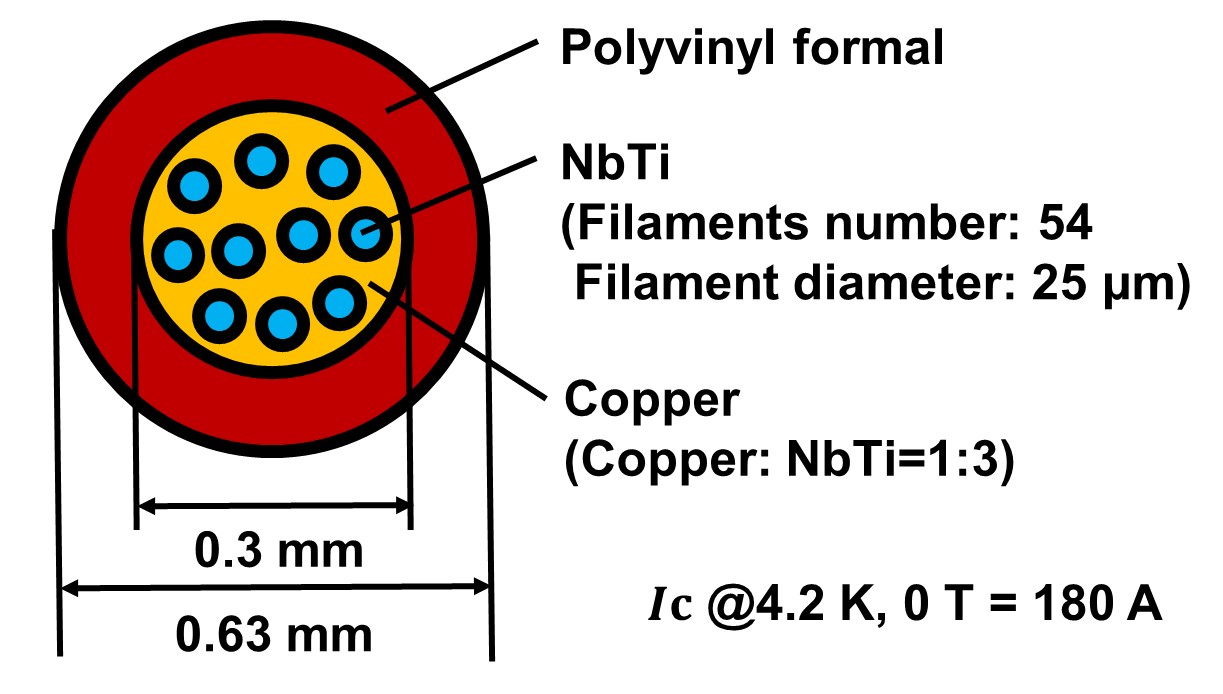 Polyvinyl formal
NbTi
(Filaments number: 54
Filament diameter: 25 μm)
Copper
(Copper: NbTi=1:3)
0.3 mm
0.63 mm
Ic @4.2 K, 0 T = 180 A